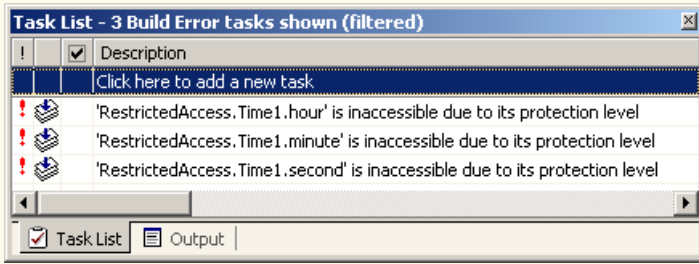 Task List - 3 Build Error tasks shown (filtered)
! Description
Click here to add a new task
! 'RestrictedAccess.Time1.hour' is inaccessible due to its protection level
! 'RestrictedAccess.Time1.minute' is inaccessible due to its protection level
! 'RestrictedAccess.Time1.second' is inaccessible due to its protection level
Task List Output